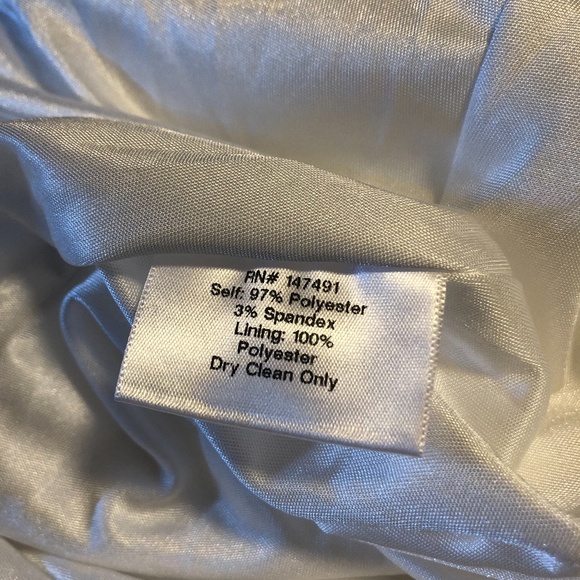 RN# 147491
Self: 97% Polyester
3% Spandex
Lining: 100%
Polyester
Dry Clean Only